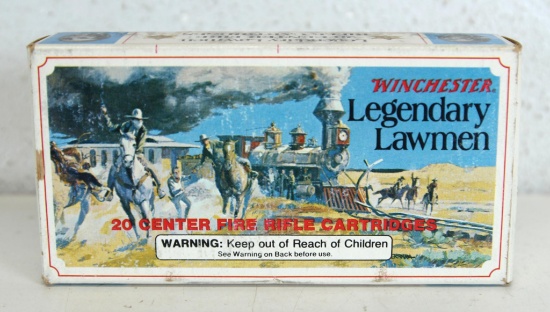 WINCHESTER®
Legendary
Lawmen
20 CENTER FIRE RIFLE CARTRIDGES
WARNING: Keep out of Reach of Children
See Warning on Back before use.